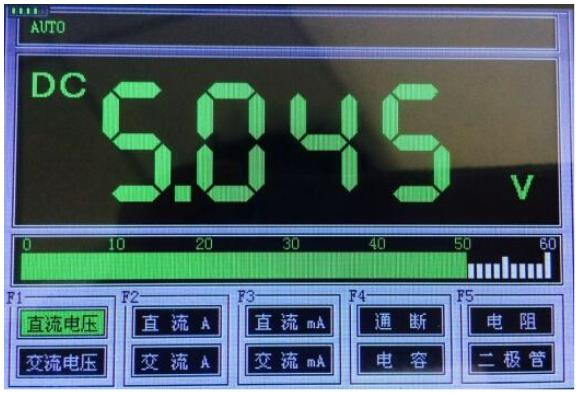 AUTO
DC 5.045 V
0 10 20 30 40 50 60
F1 F2 F3 F4 F5
直流电压 直流 A 直流 mA 通断 电阻
交流电压 交流 A 交流 mA 电容 二极管